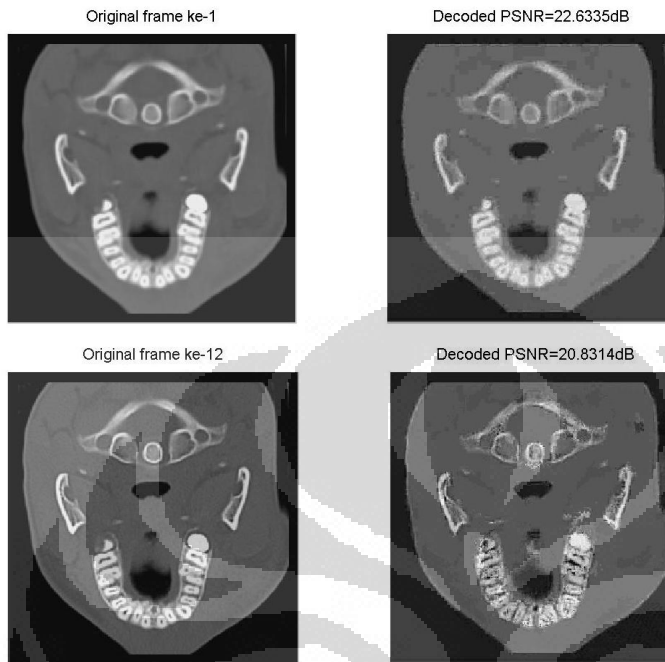 Original frame ke-1
Decoded PSNR=22.6335dB
Original frame ke-12
Decoded PSNR=20.8314dB